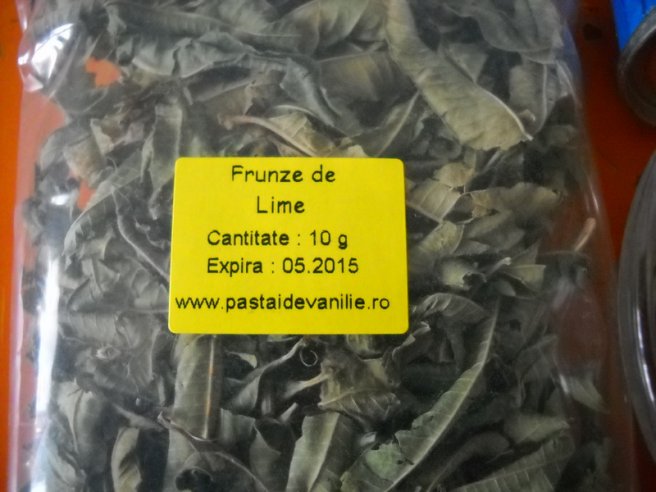 Frunze de
Lime
Cantitate : 10 g
Expira : 05.2015
www.pastaidevanilie.ro